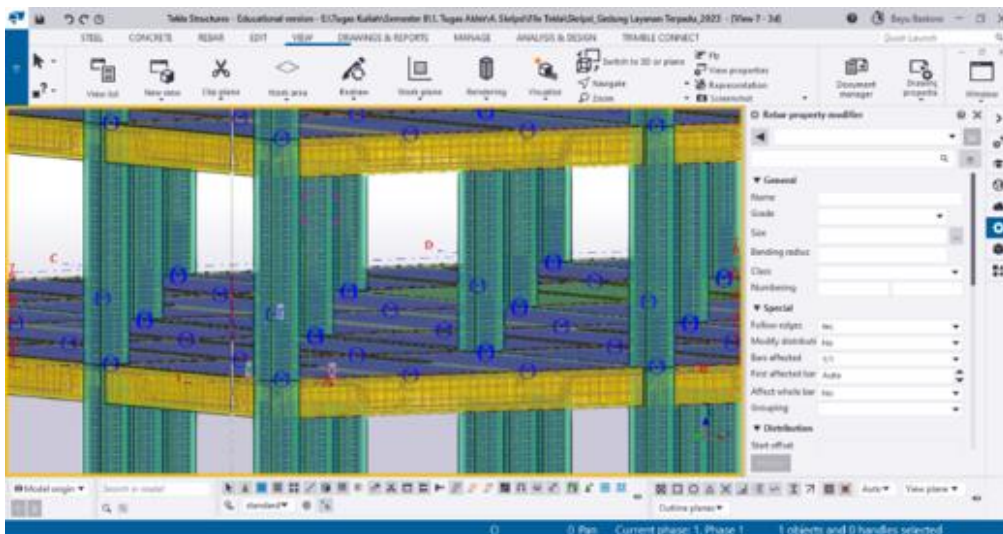 Tekla Structures - Educational version - E:\Tugas Kuliah\Semester 8\1. Tugas Akhir\A. Skripsi\File Tekla\Skripsi_Gedung Layanan Terpadu_2023 - [View 7 - 3d]
STEEL CONCRETE REBAR EDIT VIEW DRAWINGS & REPORTS MANAGE ANALYSIS & DESIGN TRIMBLE CONNECT Quick Launch
Switch to 3D or plane Fly
Navigate View properties
Zoom Representation
Screenshot
View list New view Clip plane Work area Redraw Work plane Rendering Visualize Document manager Drawing properties Window
Rebar property modifier
General
Name
Grade
Size
Bending radius
Class
Numbering
Special
Follow edges
Modify distributi No
Bars affected 1/1
First affected bar Auto
Affect whole bar No
Grouping
Distribution
Start offset
C
D
Model origin Search in model Auto View plane
standard Outline planes
0 Pan Current phase: 1, Phase 1 1 objects and 0 handles selected